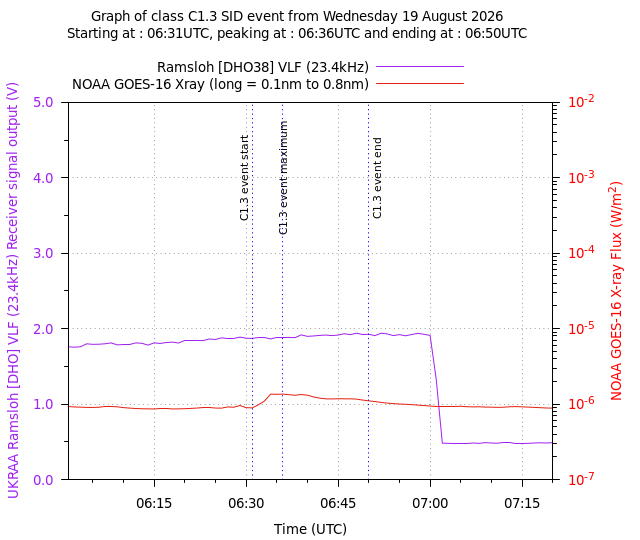 Graph of class C1.3 SID event from Wednesday 19 August 2026
Starting at : 06:31UTC, peaking at : 06:36UTC and ending at : 06:50UTC
Ramsloh [DHO38] VLF (23.4kHz)
NOAA GOES-16 Xray (long = 0.1nm to 0.8nm)
UKRAA Ramsloh [DHO] VLF (23.4kHz) Receiver signal output (V)
5.0
4.0
3.0
2.0
1.0
0.0
C1.3 event start
C1.3 event maximum
C1.3 event end
10^-2
10^-3
10^-4
10^-5
10^-6
10^-7
NOAA GOES-16 X-ray Flux (W/m²)
06:15
06:30
06:45
07:00
07:15
Time (UTC)